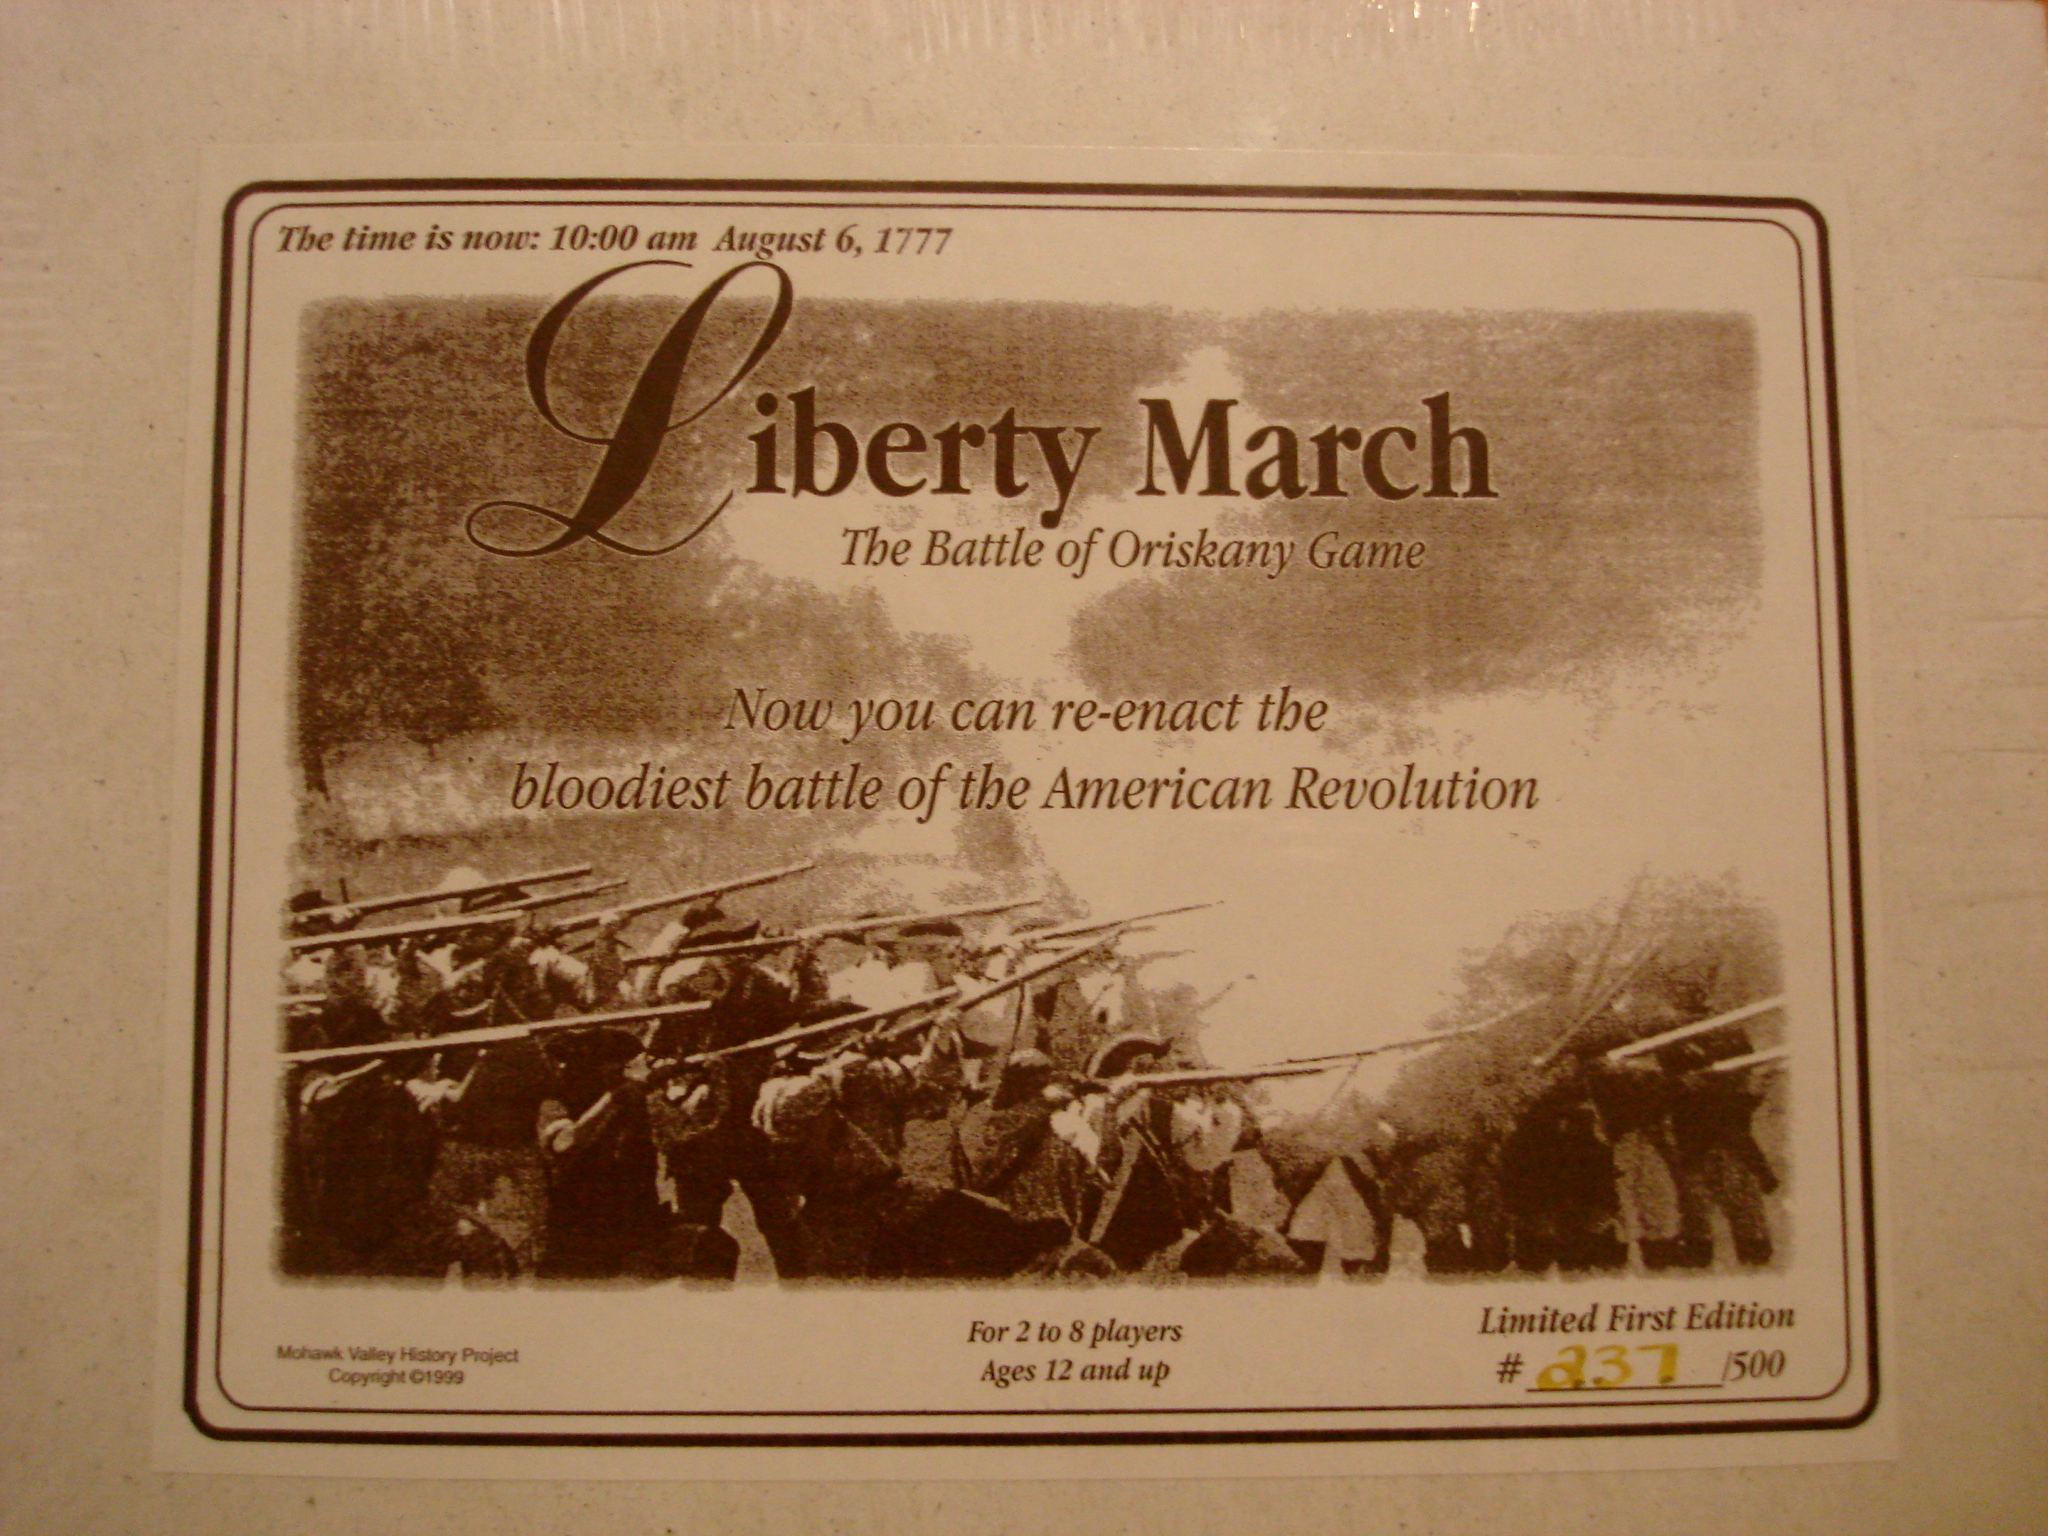 The time is now: 10:00 am August 6, 1777
Liberty March
The Battle of Oriskany Game
Now you can re-enact the
bloodiest battle of the American Revolution
For 2 to 8 players
Ages 12 and up
Mohawk Valley History Project
Copyright ©1999
Limited First Edition
# 237 /500